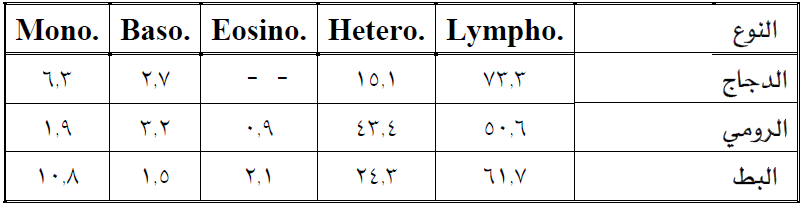 النوع Lympho. Hetero. Eosino. Baso. Mono.
الدجاج ٧٣,٣ ١٥,١ - - ٢,٧ ٦,٣
الرومي ٥٠,٦ ٤٣,٤ ٠,٩ ٣,٢ ١,٩
البط ٦١,٧ ٢٤,٣ ٢,١ ١,٥ ١٠,٨